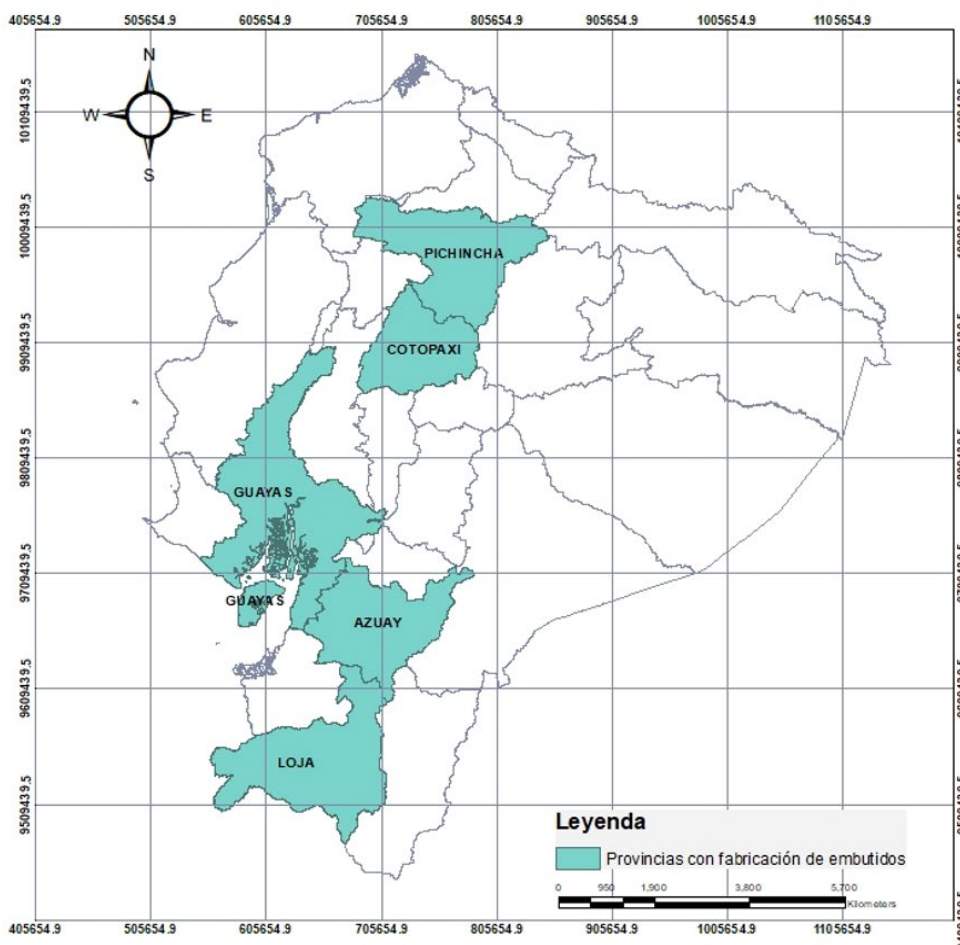 405654.9 505654.9 605654.9 705654.9 805654.9 905654.9 1005654.9 1105654.9
N
W E
S
10109439.5
10009439.5
9909439.5
9809439.5
9709439.5
9609439.5
9509439.5
PICHINCHA
COTOPAXI
GUAYAS
GUAYAS
AZUAY
LOJA
Leyenda
Provincias con fabricación de embutidos
0 950 1,900 3,800 5,700
Kilometers
405654.9 505654.9 605654.9 705654.9 805654.9 905654.9 1005654.9 1105654.9